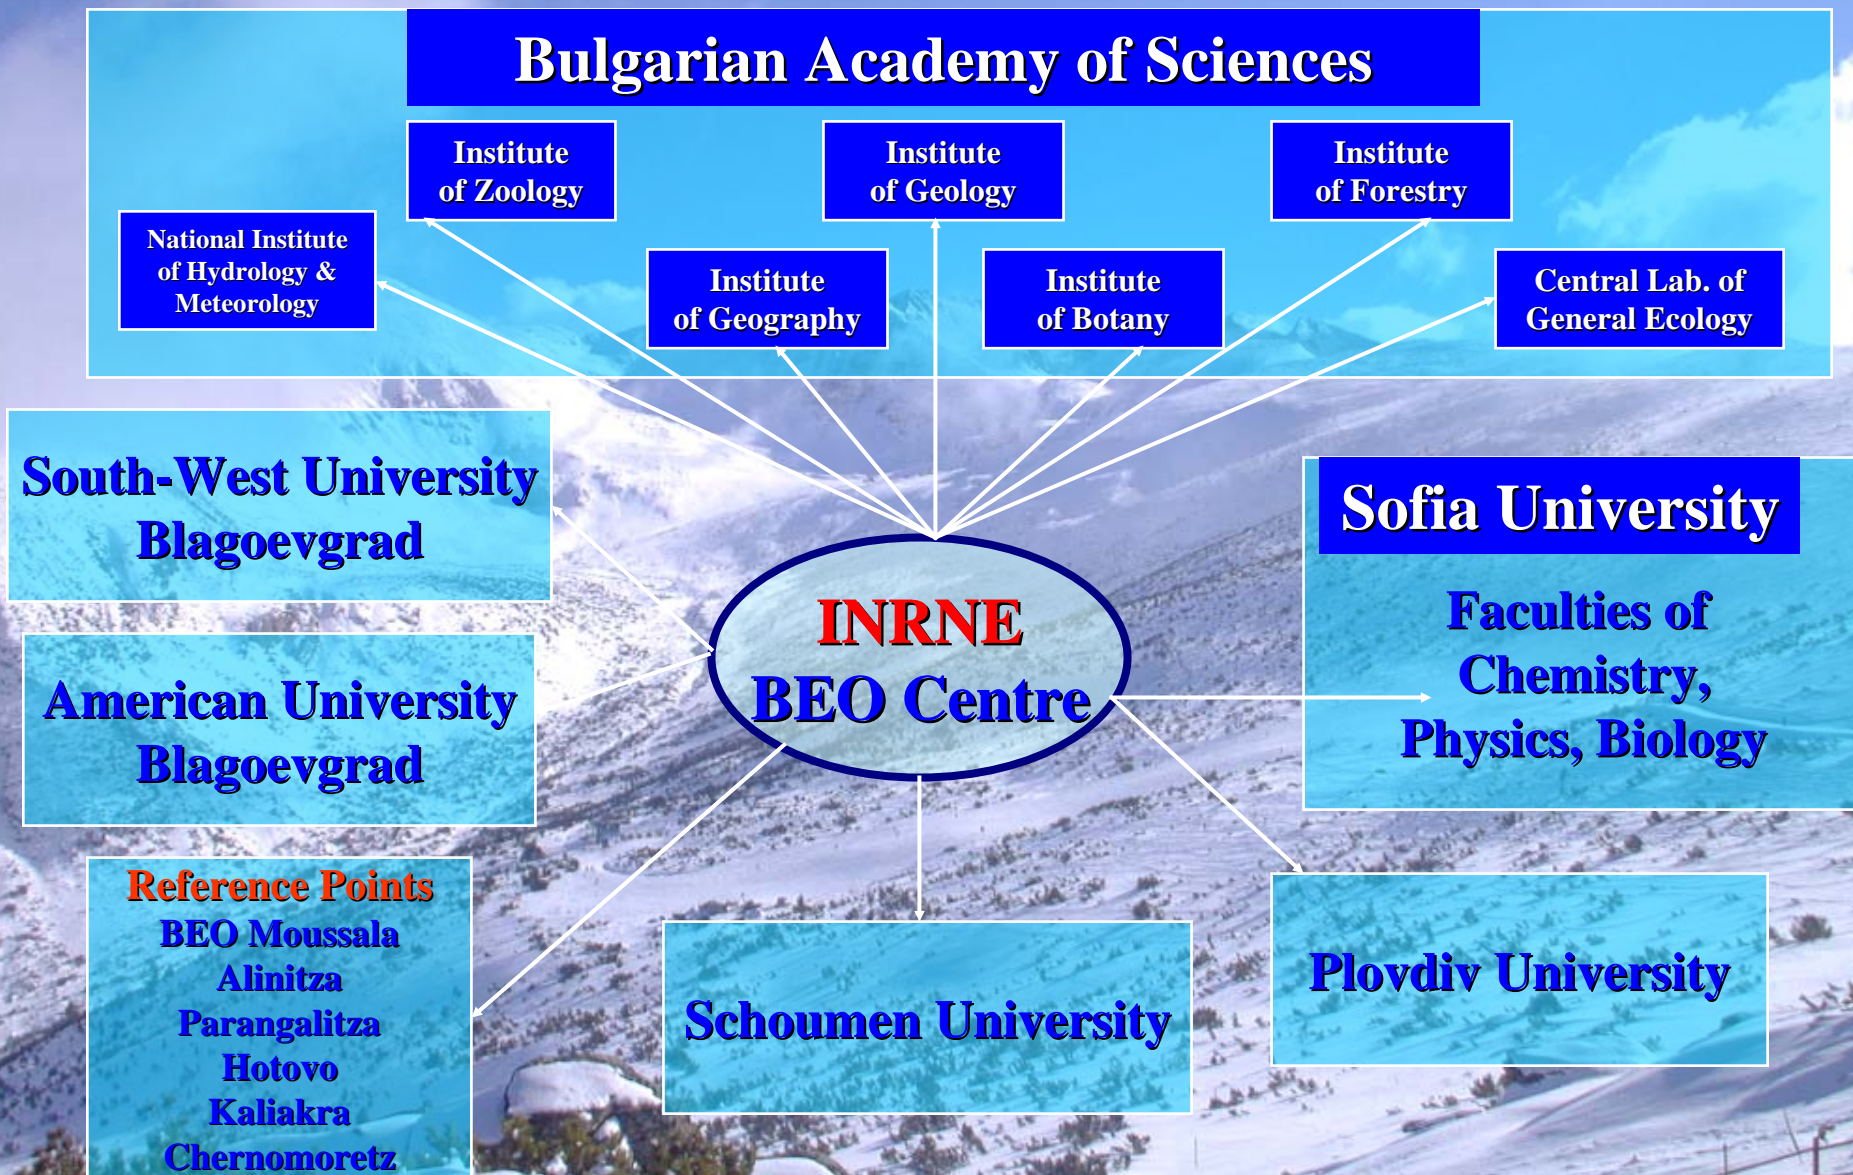 Bulgarian Academy of Sciences
Institute
of Zoology
Institute
of Geology
Institute
of Forestry
National Institute
of Hydrology &
Meteorology
Institute
of Geography
Institute
of Botany
Central Lab. of
General Ecology
South-West University
Blagoevgrad
Sofia University
Faculties of
Chemistry,
Physics, Biology
INRNE
BEO Centre
American University
Blagoevgrad
Reference Points
BEO Moussala
Alinitza
Parangalitza
Hotovo
Kaliakra
Chernomoretz
Schoumen University
Plovdiv University